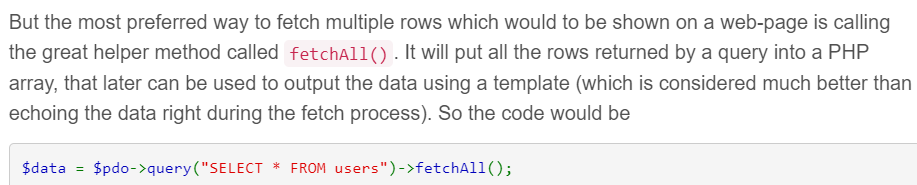 But the most preferred way to fetch multiple rows which would to be shown on a web-page is calling
the great helper method called fetchAll() . It will put all the rows returned by a query into a PHP
array, that later can be used to output the data using a template (which is considered much better than
echoing the data right during the fetch process). So the code would be
$data = $pdo->query("SELECT * FROM users")->fetchAll();